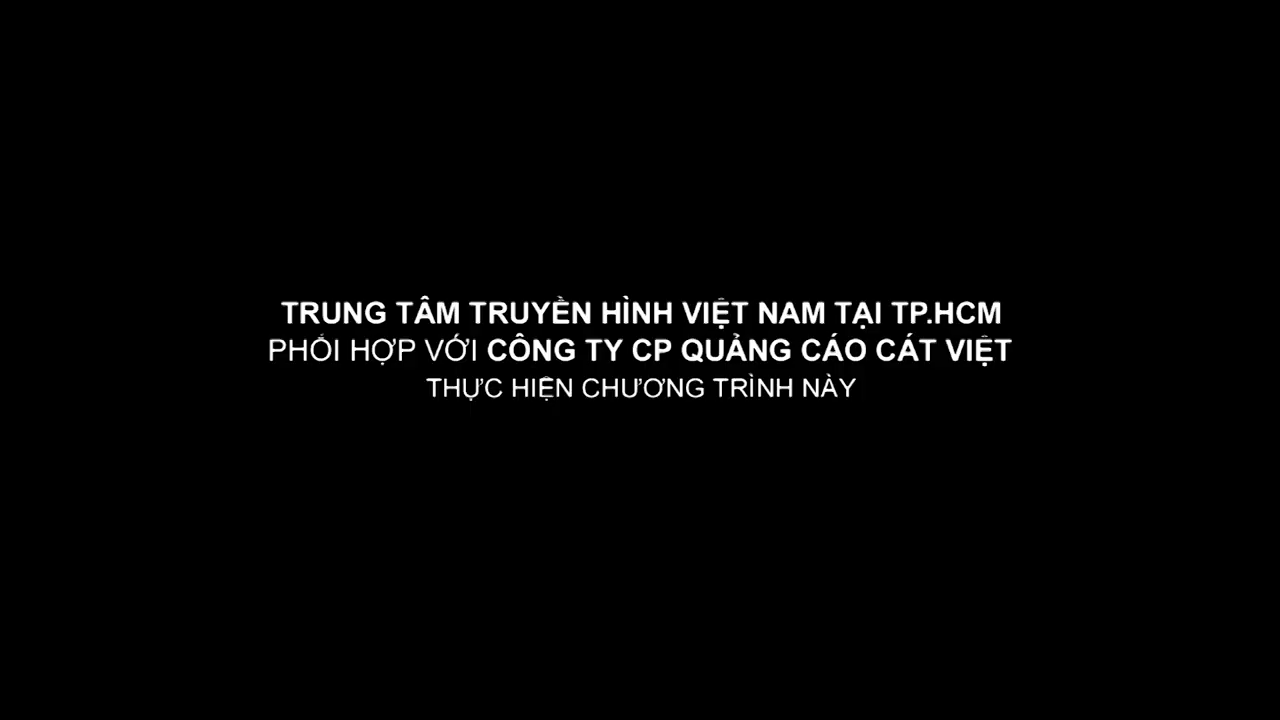 TRUNG TÂM TRUYỀN HÌNH VIỆT NAM TẠI TP.HCM
PHỐI HỢP VỚI CÔNG TY CP QUẢNG CÁO CÁT VIỆT
THỰC HIỆN CHƯƠNG TRÌNH NÀY